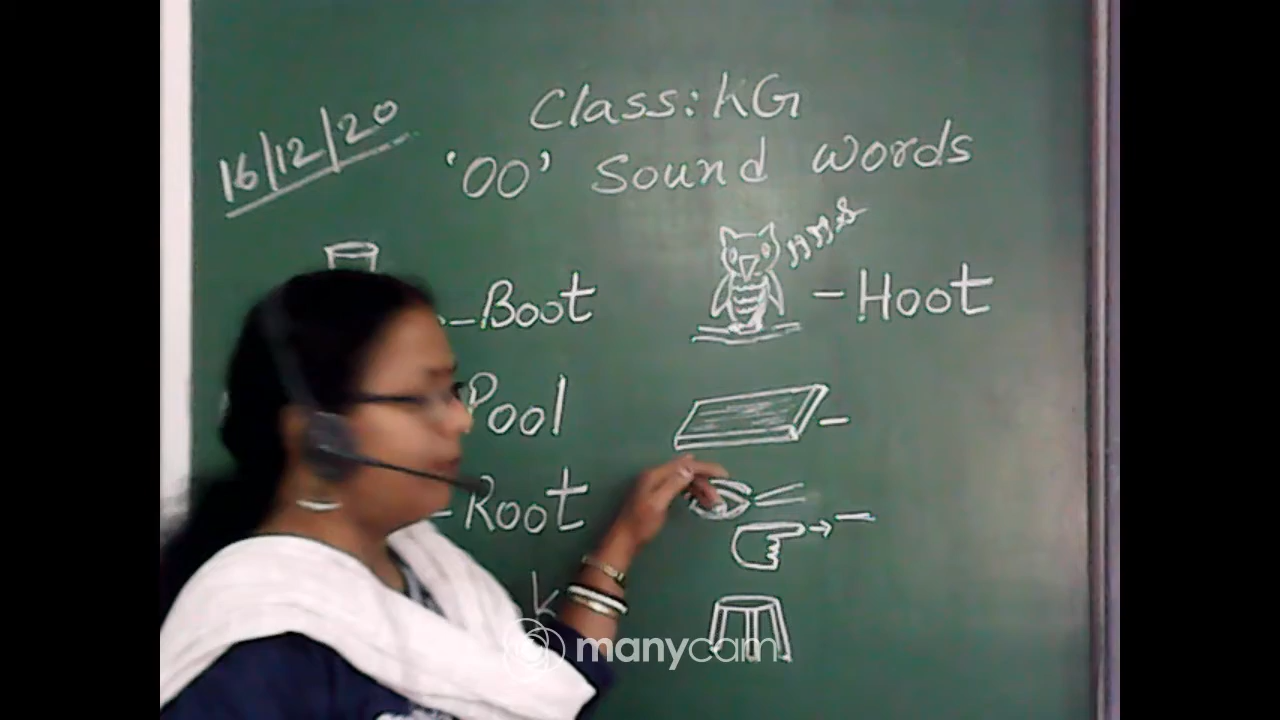 16/12/20
Class: KG
'OO' Sound words
- Boot
- Hoot
Pool
-
- Root
-
k
manycam